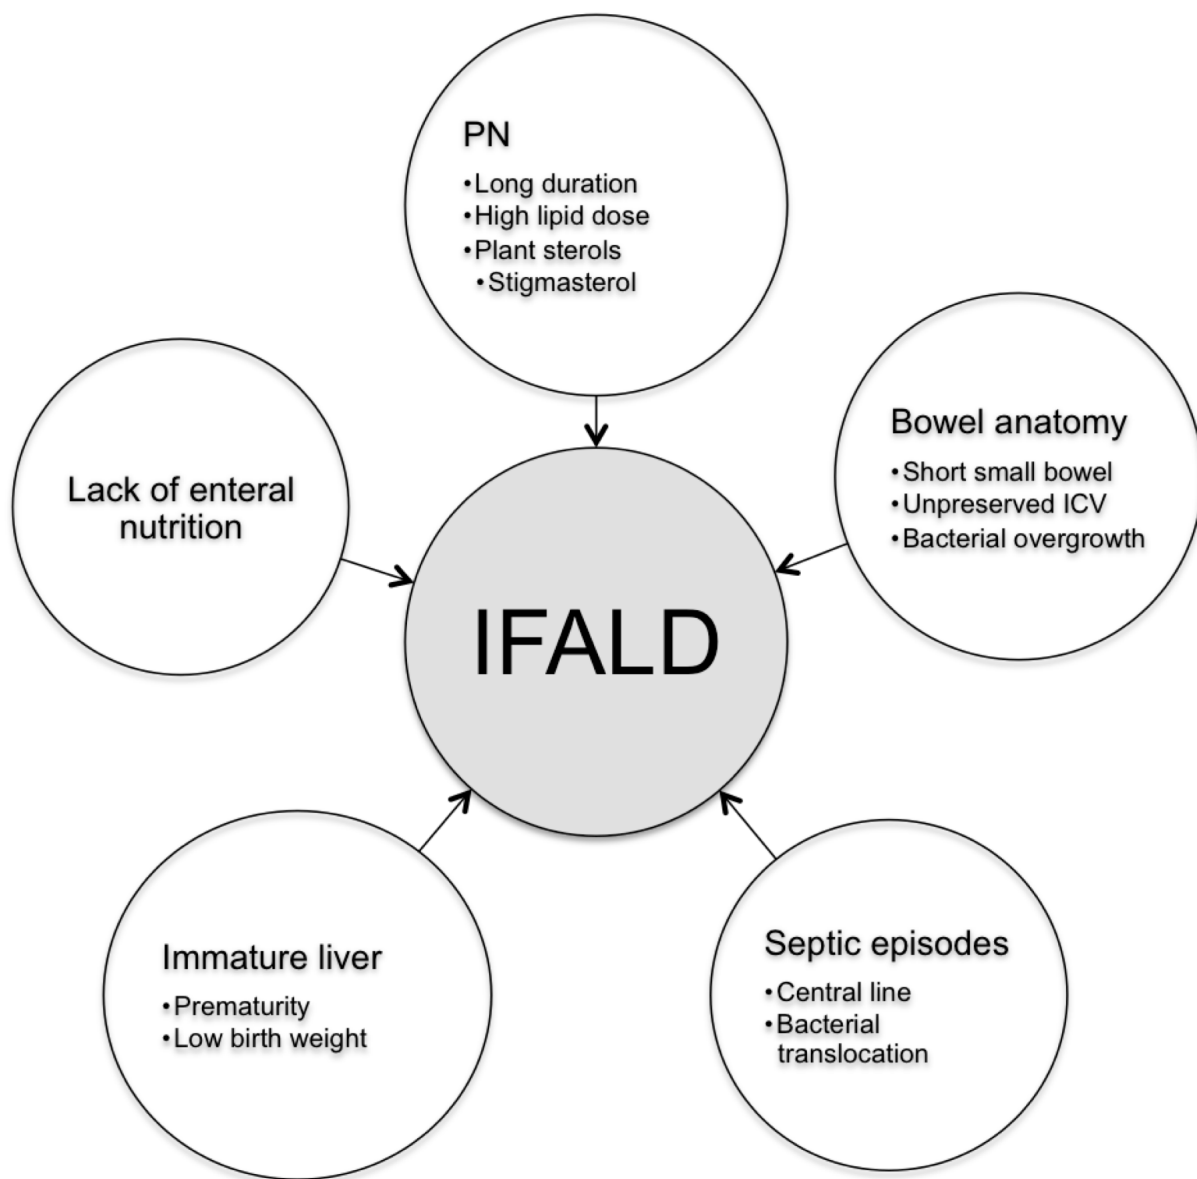 PN
•Long duration
•High lipid dose
•Plant sterols
•Stigmasterol
Bowel anatomy
•Short small bowel
•Unpreserved ICV
•Bacterial overgrowth
Lack of enteral
nutrition
IFALD
Immature liver
•Prematurity
•Low birth weight
Septic episodes
•Central line
•Bacterial
translocation